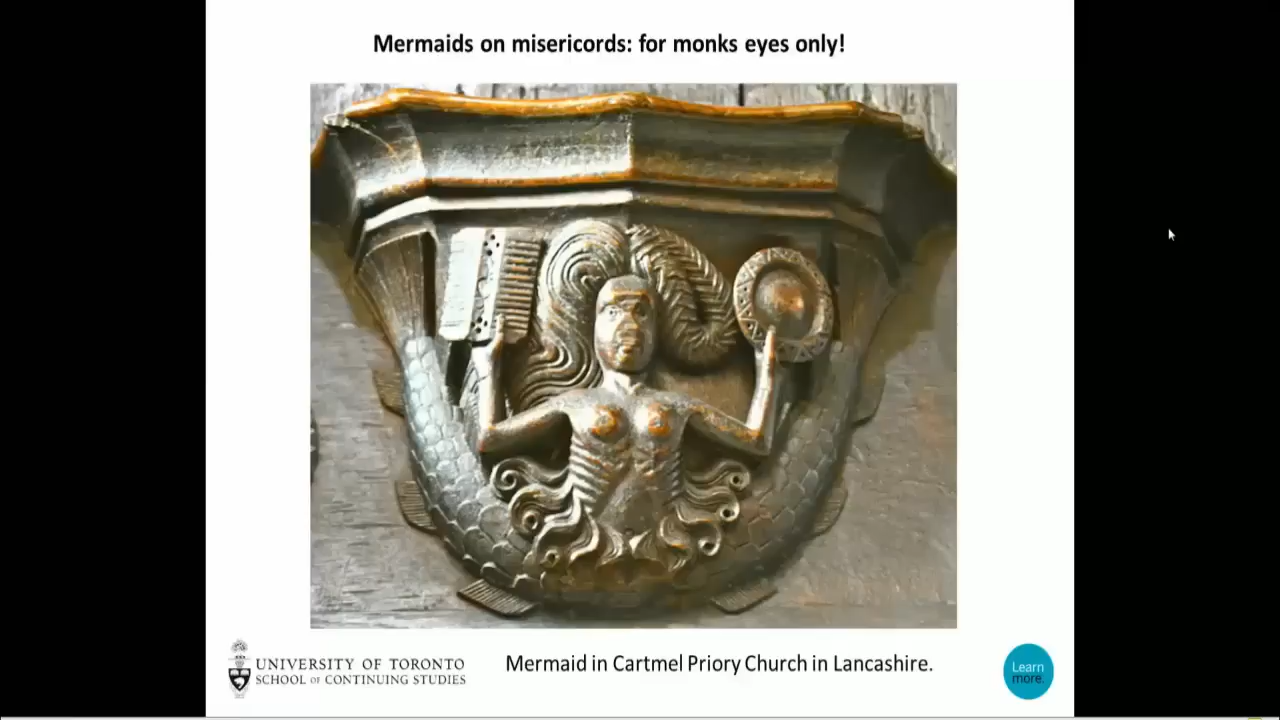 Mermaids on misericords: for monks eyes only!
UNIVERSITY OF TORONTO
SCHOOL OF CONTINUING STUDIES
Mermaid in Cartmel Priory Church in Lancashire.
Learn
more.